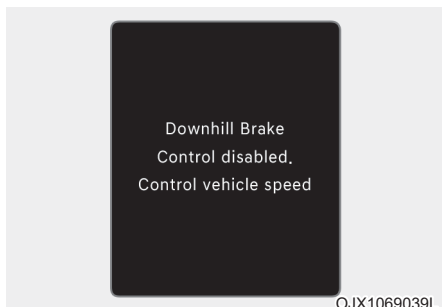 Downhill Brake
Control disabled.
Control vehicle speed
OJX1069039L